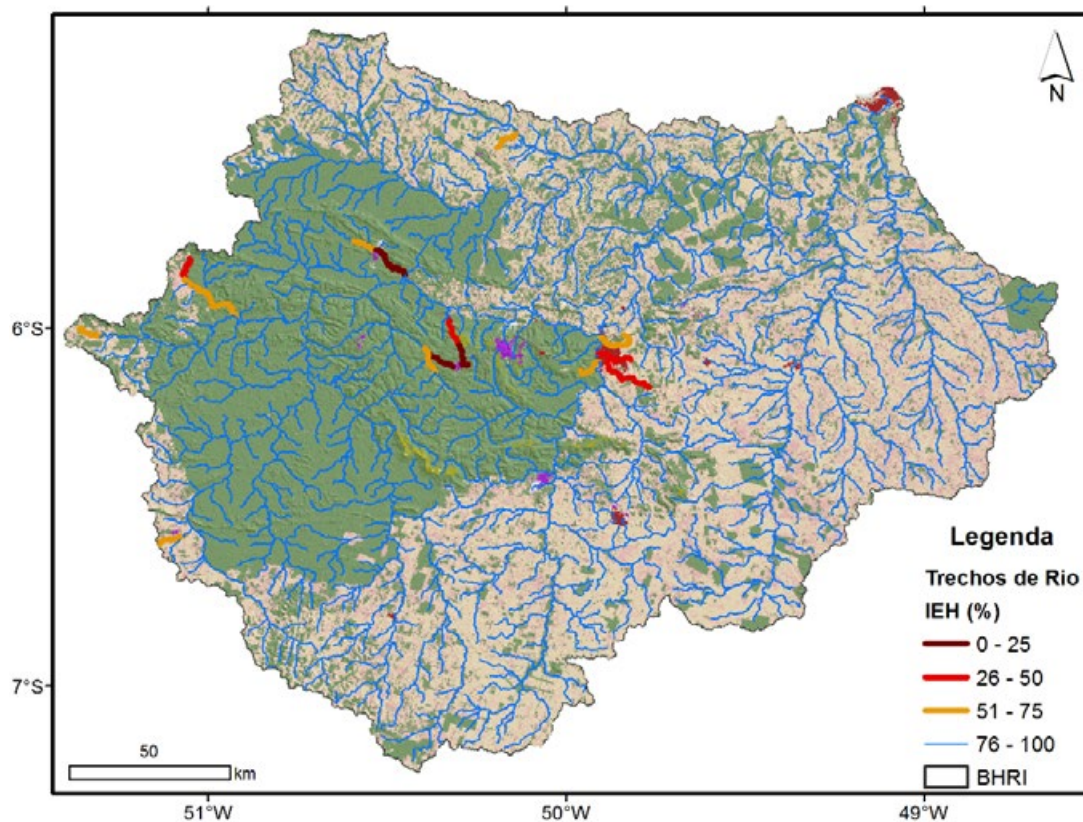 N
6°S
7°S
Legenda
Trechos de Rio
IEH (%)
0 - 25
26 - 50
51 - 75
76 - 100
BHRI
50
km
51°W
50°W
49°W